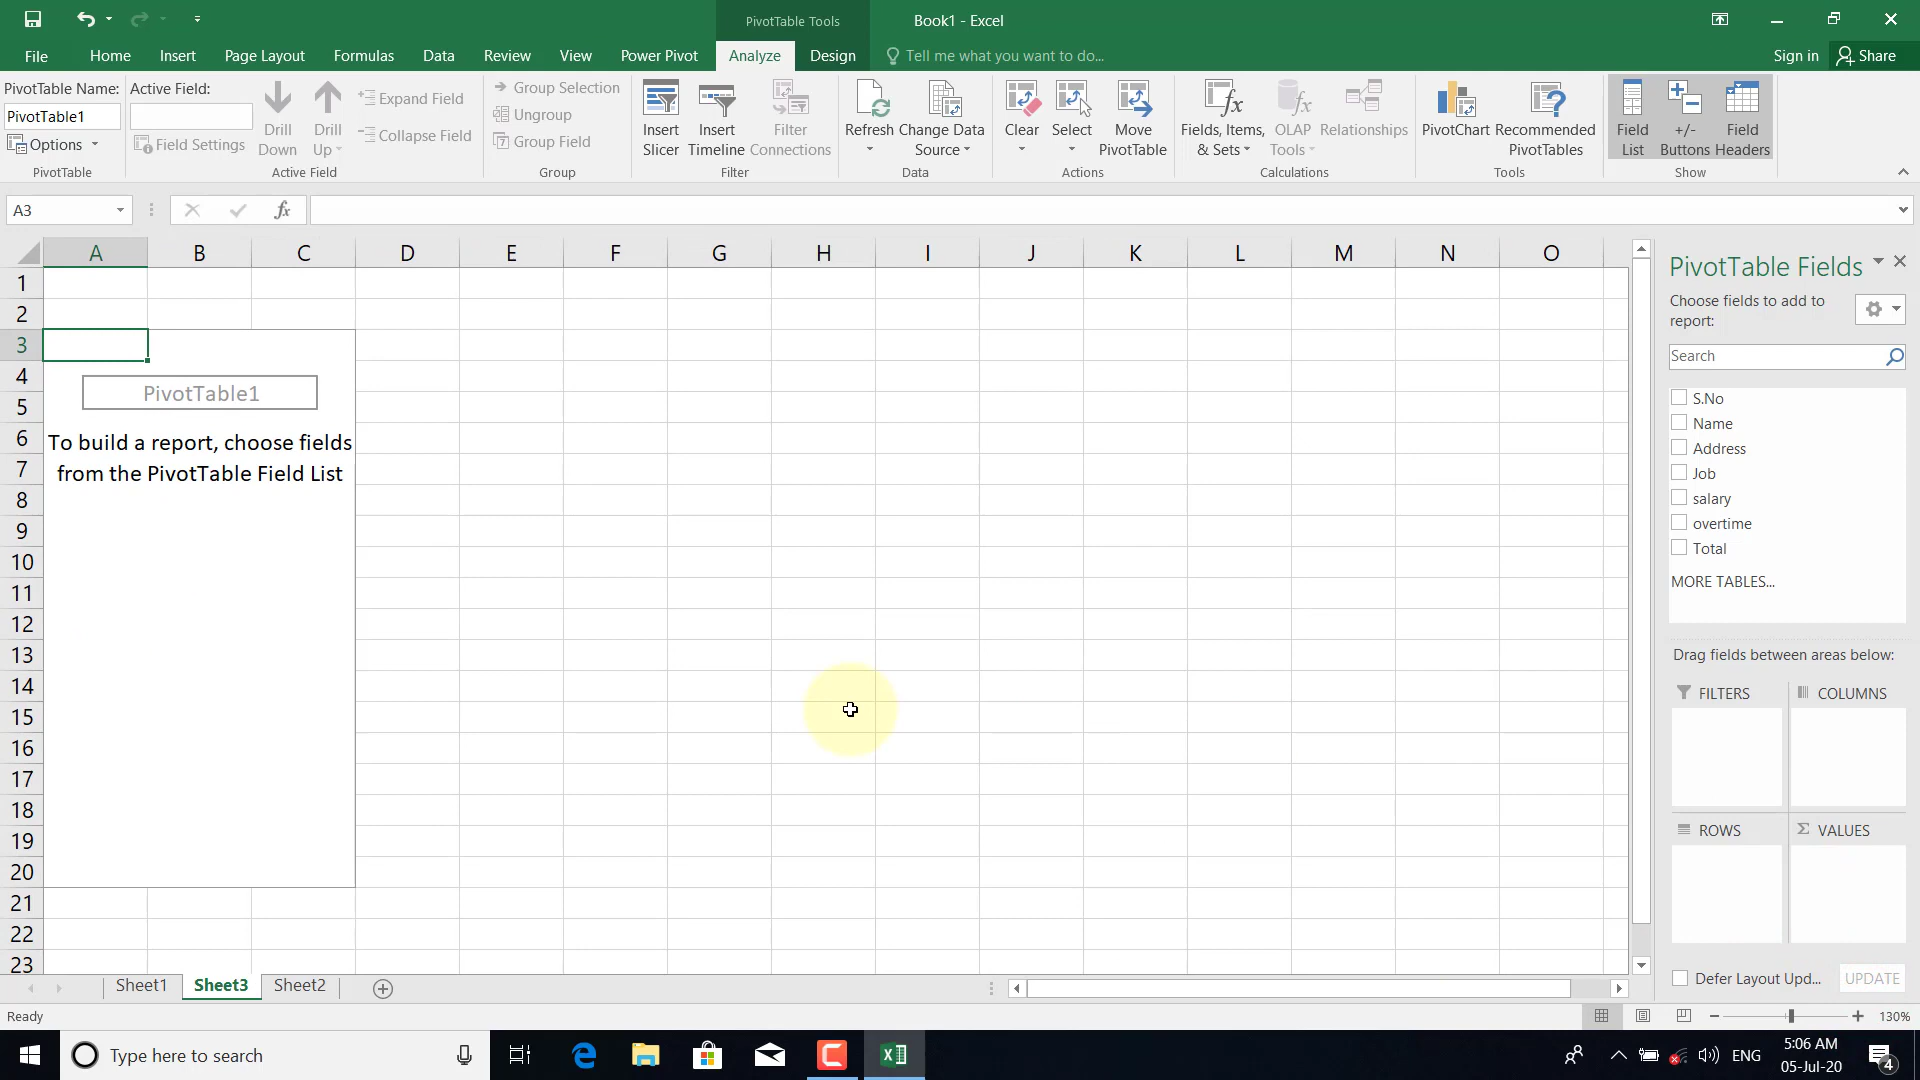 PivotTable Tools
Book1 - Excel
File Home Insert Page Layout Formulas Data Review View Power Pivot Analyze Design Tell me what you want to do... Sign in Share
PivotTable Name:
PivotTable1
Options
PivotTable
Active Field:
Field Settings
Drill Down
Drill Up
Expand Field
Collapse Field
Active Field
Group Selection
Ungroup
Group Field
Group
Insert Slicer
Insert Timeline
Filter Connections
Filter
Refresh
Change Data Source
Data
Clear
Select
Move PivotTable
Actions
Fields, Items, & Sets
OLAP Tools
Relationships
Calculations
PivotChart
Recommended PivotTables
Tools
Field List
+/- Buttons
Field Headers
Show
A3
fx
A B C D E F G H I J K L M N O
1
2
3
4
5
6
7
8
9
10
11
12
13
14
15
16
17
18
19
20
21
22
23
PivotTable1
To build a report, choose fields
from the PivotTable Field List
PivotTable Fields
Choose fields to add to
report:
Search
S.No
Name
Address
Job
salary
overtime
Total
MORE TABLES...
Drag fields between areas below:
FILTERS
COLUMNS
ROWS
Σ VALUES
Defer Layout Upd...
UPDATE
Sheet1 Sheet3 Sheet2
Ready
130%
Type here to search
ENG
5:06 AM
05-Jul-20
4